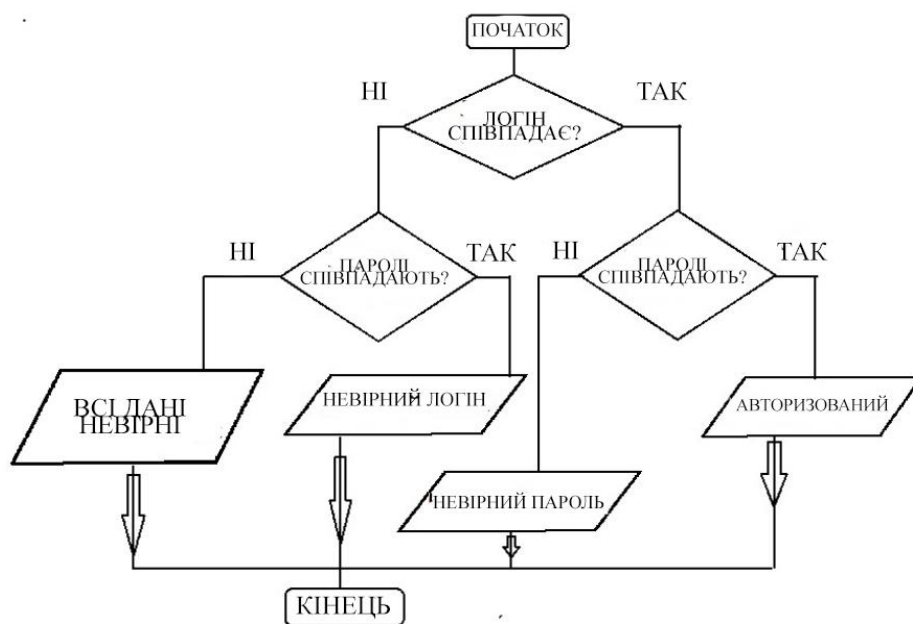 ПОЧАТОК
НІ
ТАК
ЛОГІН
СПІВПАДАЄ?
НІ
ТАК
НІ
ТАК
ПАРОЛІ
СПІВПАДАЮТЬ?
ПАРОЛІ
СПІВПАДАЮТЬ?
ВСІ ДАНІ
НЕВІРНІ
НЕВІРНИЙ ЛОГІН
АВТОРИЗОВАНИЙ
НЕВІРНИЙ ПАРОЛЬ
КІНЕЦЬ